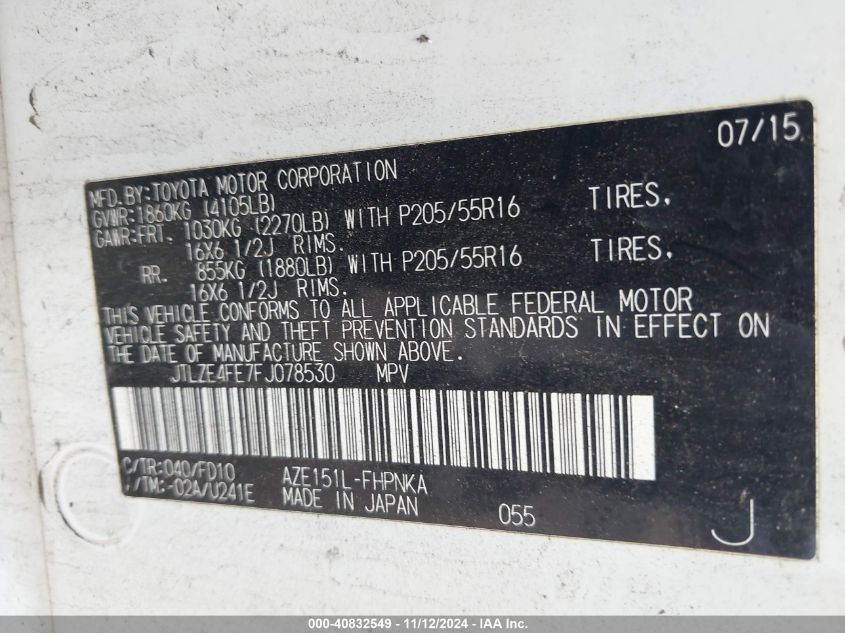 07/15
MFD.BY:TOYOTA MOTOR CORPORATION
GVWR:1860KG (4105LB)
GAWR:FRT. 1030KG (2270LB) WITH P205/55R16 TIRES.
16X6 1/2J RIMS.
RR. 855KG (1880LB) WITH P205/55R16 TIRES.
16X6 1/2J RIMS.
THIS VEHICLE CONFORMS TO ALL APPLICABLE FEDERAL MOTOR
VEHICLE SAFETY AND THEFT PREVENTION STANDARDS IN EFFECT ON
THE DATE OF MANUFACTURE SHOWN ABOVE.
JTLZE4FE7FJ078530 MPV
C/TR:040/FD10 AZE151L-FHPNKA
/TM:-02A/U241E MADE IN JAPAN 055 J
000-40832549 - 11/12/2024 - IAA Inc.